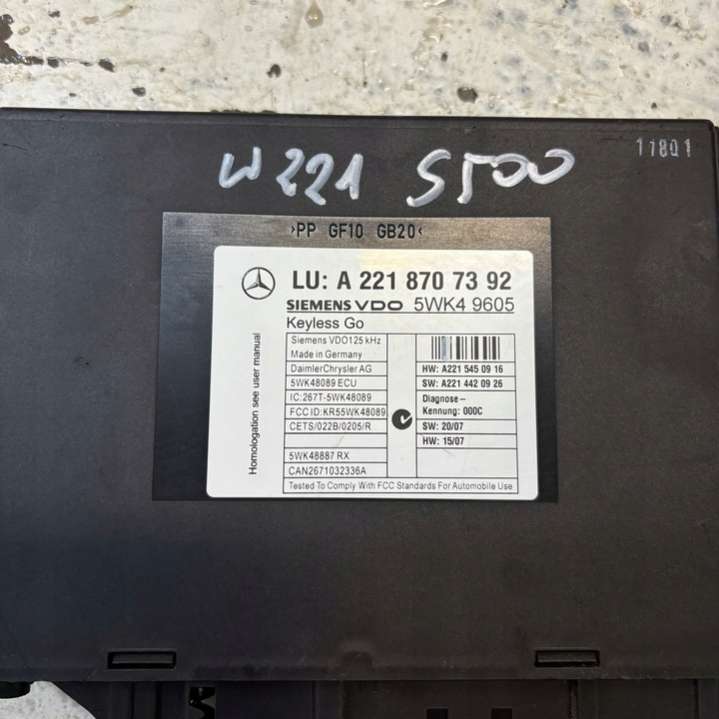 11801
W221 S500
>PP GF10 GB20<
LU: A 221 870 73 92
SIEMENS VDO 5WK4 9605
Keyless Go
Homologation see user manual
Siemens VDO125 kHz
Made in Germany
DaimlerChrysler AG
5WK48089 ECU
IC:267T-5WK48089
FCC ID:KR55WK48089
CETS/022B/0205/R
5WK48887 RX
CAN2671032336A
HW: A221 545 09 16
SW: A221 442 09 26
Diagnose-
Kennung: 000C
SW: 20/07
HW: 15/07
Tested To Comply With FCC Standards For Automobile Use